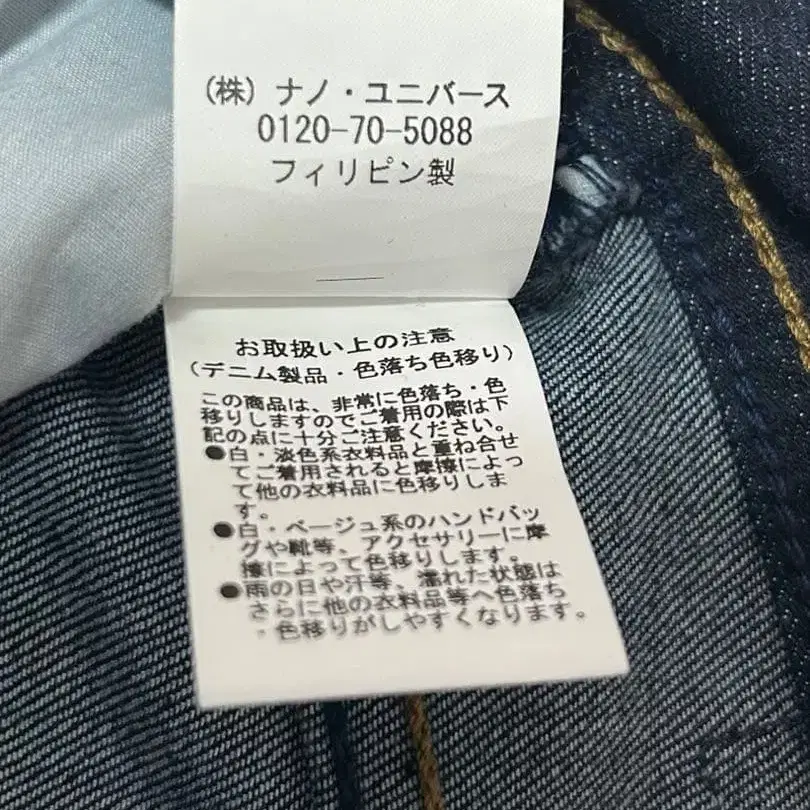 (株) ナノ・ユニバース
0120-70-5088
フィリピン製
お取扱い上の注意
(デニム製品・色落ち色移り)
この商品は、非常に色落ち・色
移りしますのでご着用の際は下
記の点に十分ご注意ください。
●白・淡色系衣料品と重ね合せ
てご着用されると摩擦によっ
て他の衣料品に色移りしま
す。
●白・ベージュ系のハンドバッ
グや靴等、アクセサリーに摩
擦によって色移りします。
●雨の日や汗等、濡れた状態は
さらに他の衣料品等へ色落ち
・色移りがしやすくなります。